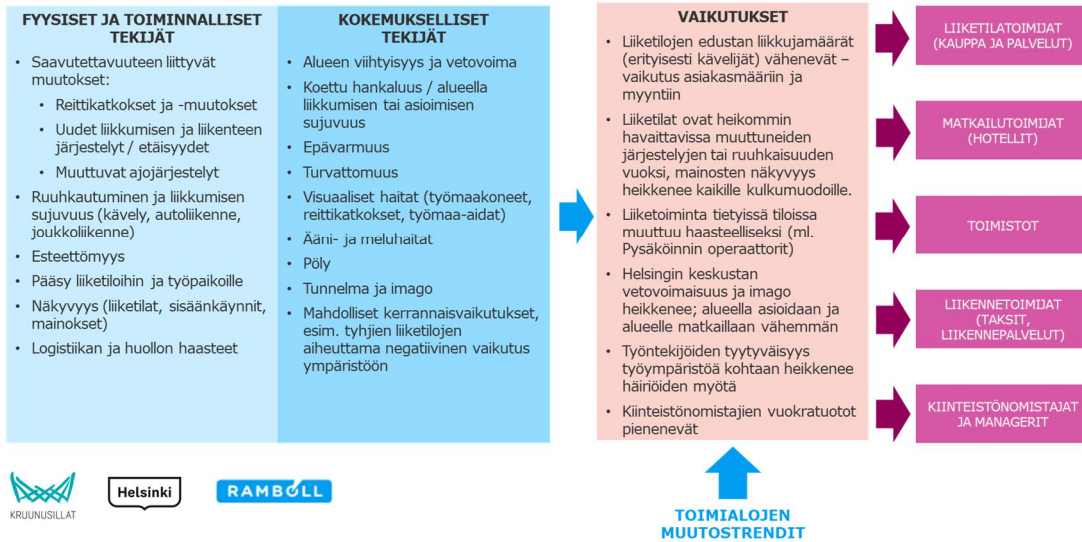 FYYSISET JA TOIMINNALLISET
TEKIJÄT
• Saavutettavuuteen liittyvät
muutokset:
• Reittikatkokset ja -muutokset
• Uudet liikkumisen ja liikenteen
järjestelyt / etäisyydet
• Muuttuvat ajojärjestelyt
• Ruuhkautuminen ja liikkumisen
sujuvuus (kävely, autoliikenne,
joukkoliikenne)
• Esteettömyys
• Pääsy liiketiloihin ja työpaikoille
• Näkyvyys (liiketilat, sisäänkäynnit,
mainokset)
• Logistiikan ja huollon haasteet
KOKEMUKSELLISET
TEKIJÄT
• Alueen viihtyisyys ja vetovoima
• Koettu hankaluus / alueella
liikkumisen tai asioimisen
sujuvuus
• Epävarmuus
• Turvattomuus
• Visuaaliset haitat (työmaakoneet,
reittikatkokset, työmaa-aidat)
• Ääni- ja meluhaitat
• Pöly
• Tunnelma ja imago
• Mahdolliset kerrannaisvaikutukset,
esim. tyhjien liiketilojen
aiheuttama negatiivinen vaikutus
ympäristöön
VAIKUTUKSET
• Liiketilojen edustan liikkujamäärät
(erityisesti kävelijät) vähenevät –
vaikutus asiakasmääriin ja
myyntiin
• Liiketilat ovat heikommin
havaittavissa muuttuneiden
järjestelyjen tai ruuhkaisuuden
vuoksi, mainosten näkyvyys
heikkenee kaikille kulkumuodoille.
• Liiketoiminta tietyissä tiloissa
muuttuu haasteelliseksi (ml.
Pysäköinnin operaattorit)
• Helsingin keskustan
vetovoimaisuus ja imago
heikkenee; alueella asioidaan ja
alueelle matkaillaan vähemmän
• Työntekijöiden tyytyväisyys
työympäristöä kohtaan heikkenee
häiriöiden myötä
• Kiinteistönomistajien vuokratuotot
pienenevät
LIIKETILATOIMIJAT
(KAUPPA JA PALVELUT)
MATKAILUTOIMIJAT
(HOTELLIT)
TOIMISTOT
LIIKENNETOIMIJAT
(TAKSIT,
LIIKENNEPALVELUT)
KIINTEISTÖNOMISTAJAT
JA MANAGERIT
TOIMIALOJEN
MUUTOSTRENDIT
KRUUNUSILLAT
Helsinki
RAMBOLL